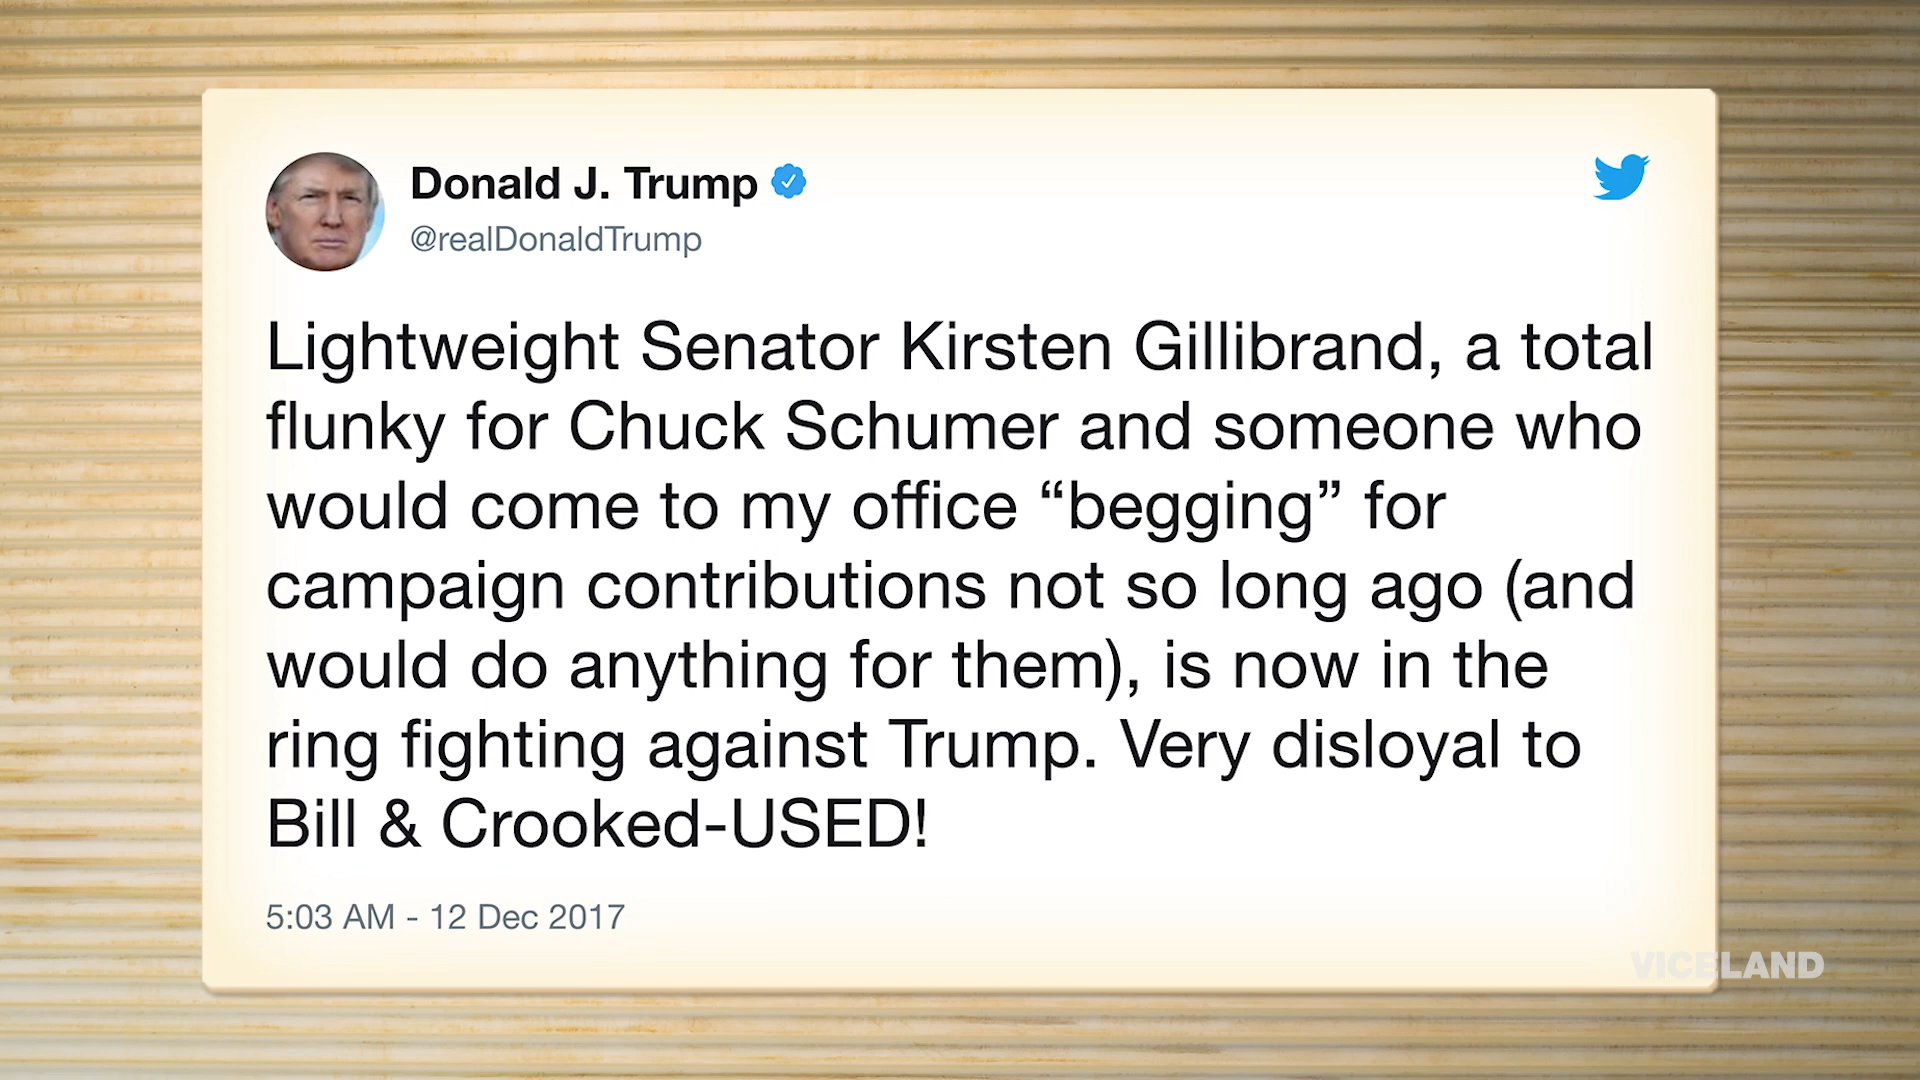 Donald J. Trump
@realDonaldTrump
Lightweight Senator Kirsten Gillibrand, a total
flunky for Chuck Schumer and someone who
would come to my office “begging” for
campaign contributions not so long ago (and
would do anything for them), is now in the
ring fighting against Trump. Very disloyal to
Bill & Crooked-USED!
5:03 AM - 12 Dec 2017
VICELAND